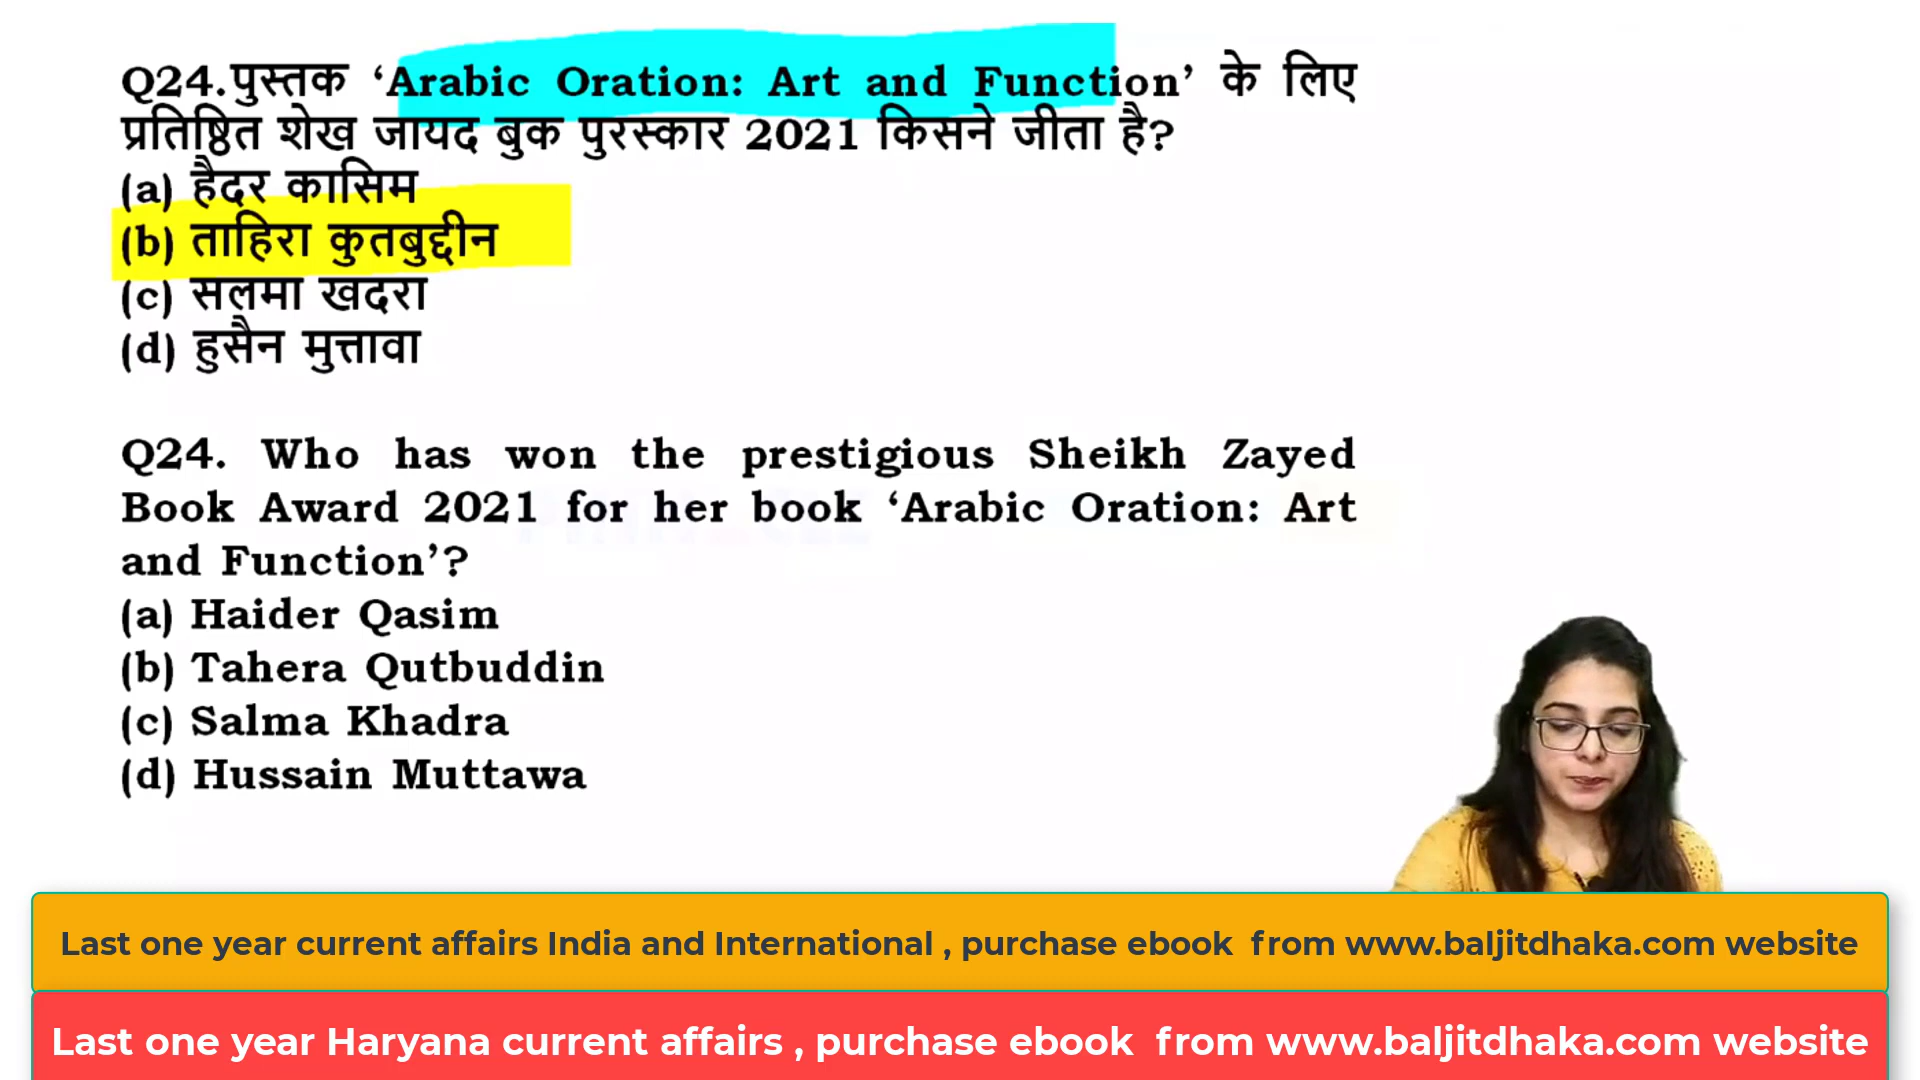 Q24.पुस्तक ‘Arabic Oration: Art and Function’ के लिए
प्रतिष्ठित शेख जायद बुक पुरस्कार 2021 किसने जीता है?
(a) हैदर कासिम
(b) ताहिरा कुतबुद्दीन
(c) सलमा खदरा
(d) हुसैन मुत्तावा
Q24. Who has won the prestigious Sheikh Zayed
Book Award 2021 for her book ‘Arabic Oration: Art
and Function’?
(a) Haider Qasim
(b) Tahera Qutbuddin
(c) Salma Khadra
(d) Hussain Muttawa
Last one year current affairs India and International , purchase ebook from www.baljitdhaka.com website
Last one year Haryana current affairs , purchase ebook from www.baljitdhaka.com website